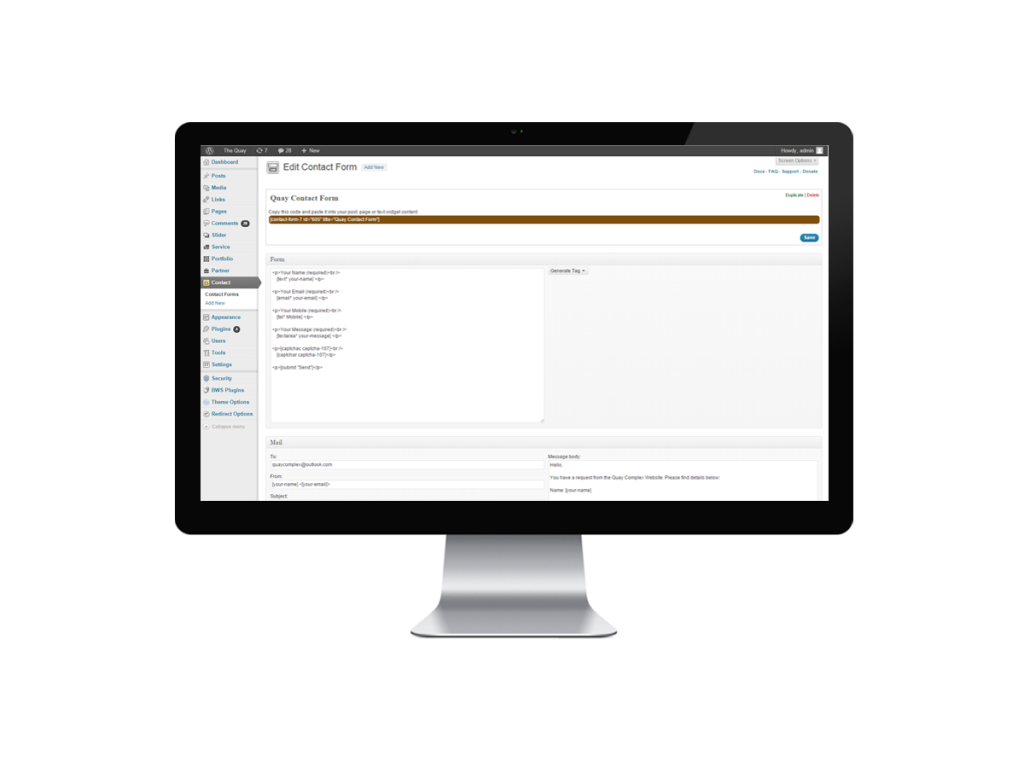 The Quay 7 28 + New Howdy, admin
Screen Options
Docs - FAQ - Support - Donate
Dashboard
Posts
Media
Links
Pages
Comments 28
Slider
Service
Portfolio
Partner
Contact
Contact Forms
Add New
Appearance
Plugins
Users
Tools
Settings
Security
BWS Plugins
Theme Options
Redirect Options
Collapse menu
Edit Contact Form Add New
Quay Contact Form
Duplicate | Delete
Copy this code and paste it into your post, page or text widget content.
[contact-form-7 id="609" title="Quay Contact Form"]
Save
Form
<p>Your Name (required)<br />
[text* your-name] </p>
<p>Your Email (required)<br />
[email* your-email] </p>
<p>Your Mobile (required)<br />
[tel* Mobile] </p>
<p>Your Message (required)<br />
[textarea* your-message] </p>
<p>[captchac captcha-107]<br />
[captchar captcha-107]</p>
<p>[submit "Send"]</p>
Generate Tag
Mail
To:
quaycomplex@outlook.com
From:
[your-name] <[your-email]>
Subject:
Message body:
Hello,
You have a request from the Quay Complex Website. Please find details below:
Name: [your-name]